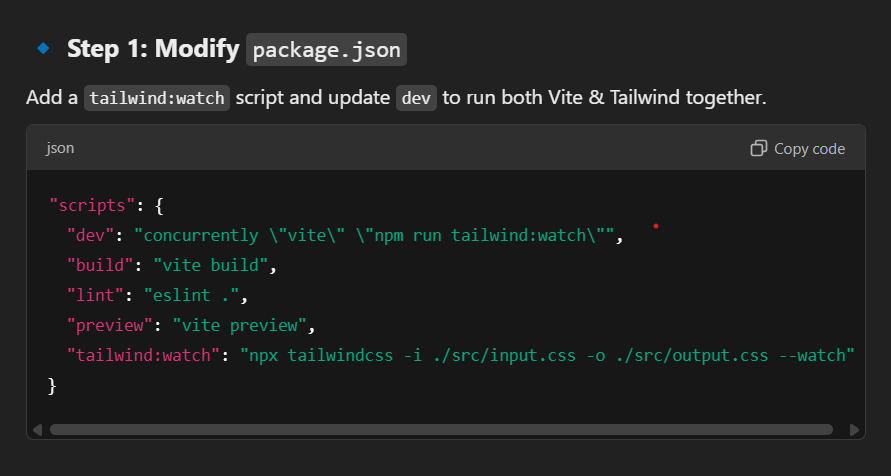 Step 1: Modify package.json
Add a tailwind:watch script and update dev to run both Vite & Tailwind together.
json
Copy code
"scripts": {
"dev": "concurrently \"vite\" \"npm run tailwind:watch\"",
"build": "vite build",
"lint": "eslint .",
"preview": "vite preview",
"tailwind:watch": "npx tailwindcss -i ./src/input.css -o ./src/output.css --watch"
}